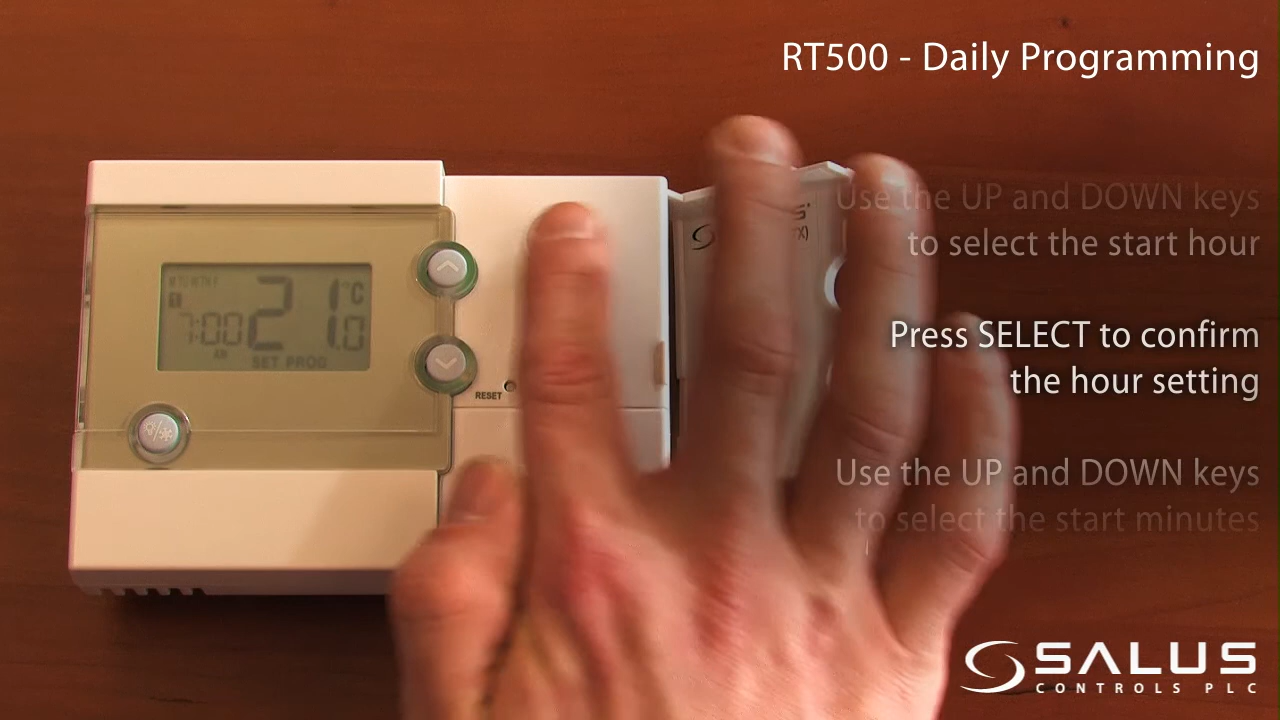 RT500 - Daily Programming
Use the UP and DOWN keys
to select the start hour
Press SELECT to confirm
the hour setting
Use the UP and DOWN keys
to select the start minutes
7:00
AM
21.0
°C
SET PROG
RESET
SALUS
CONTROLS PLC